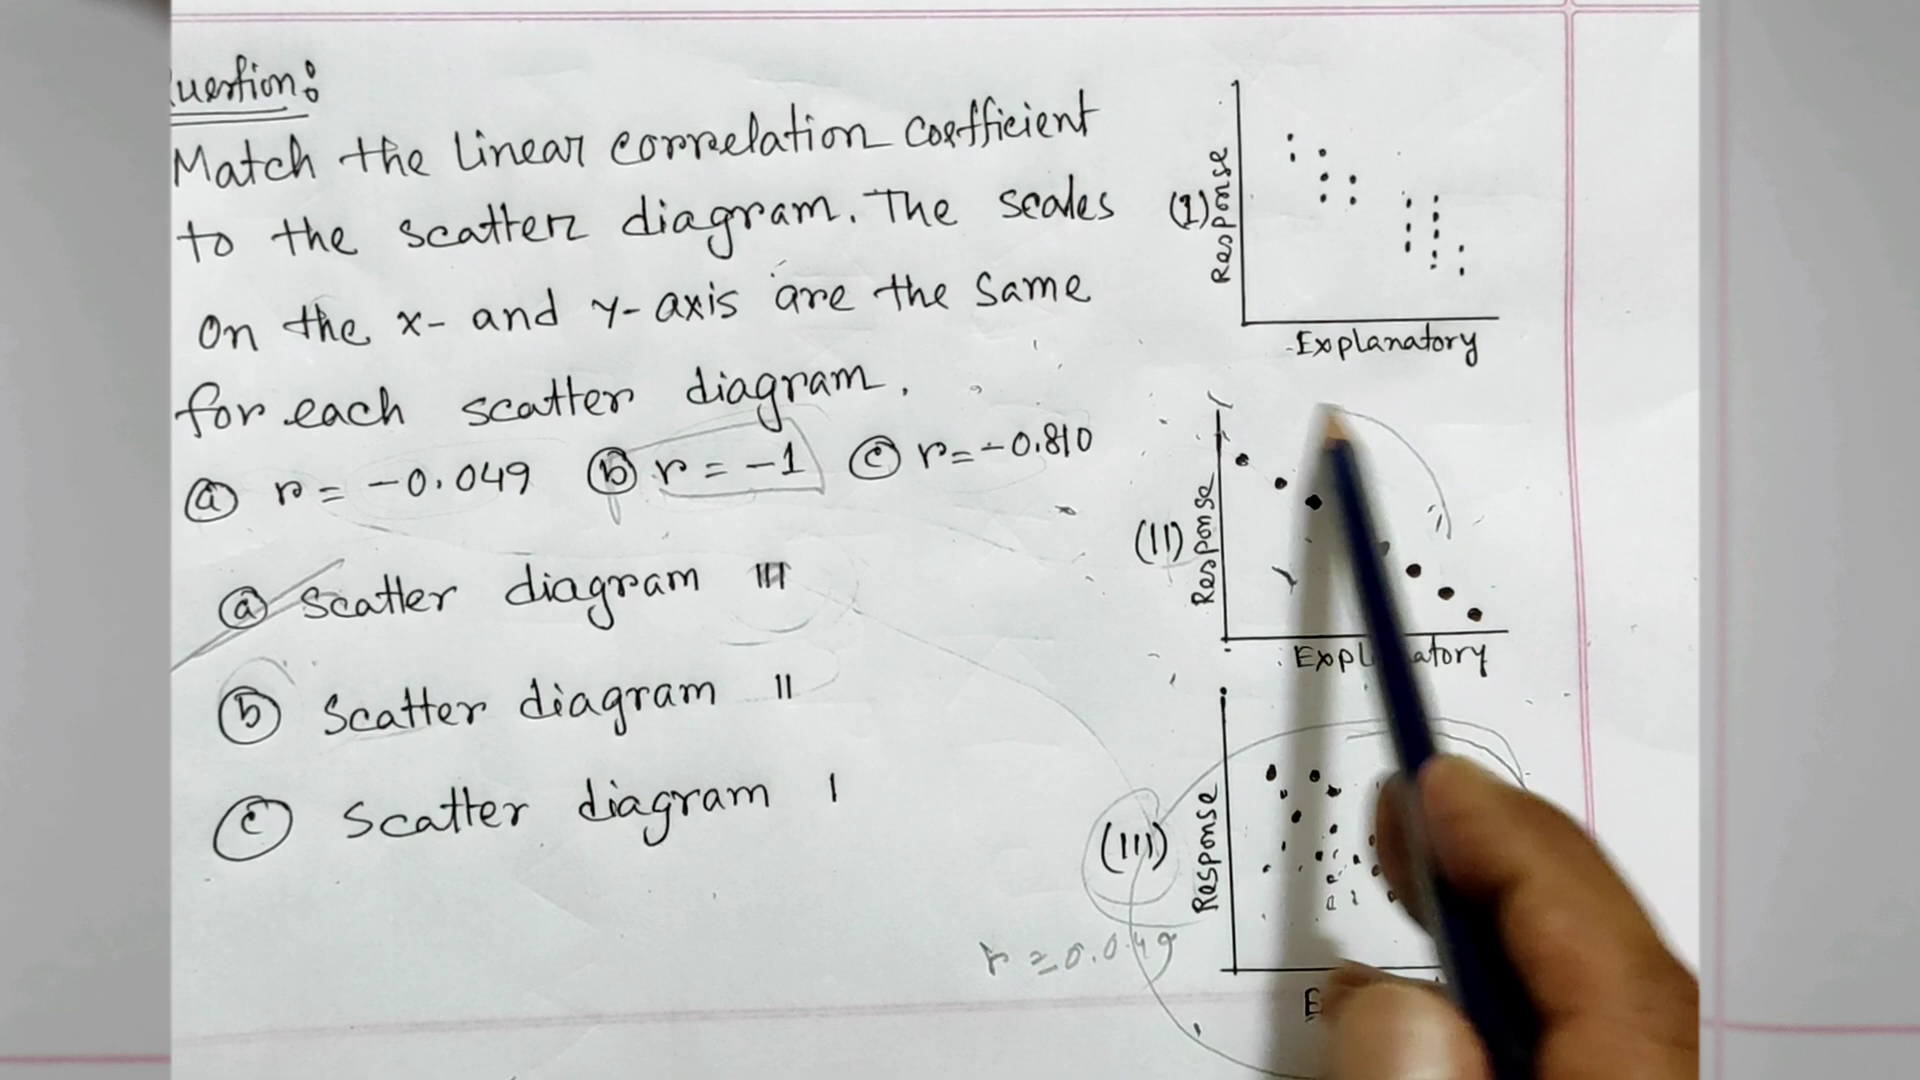 uestion:
Match the linear correlation coefficient
to the scatter diagram. The scales
on the x- and y-axis are the same
for each scatter diagram.
(a) r = -0.049 (b) r = -1 (c) r = -0.810
(a) Scatter diagram III
(b) Scatter diagram II
(c) Scatter diagram I
(I) Response
Explanatory
(II) Response
Expl atory
(III) Response
r = 0.049
E